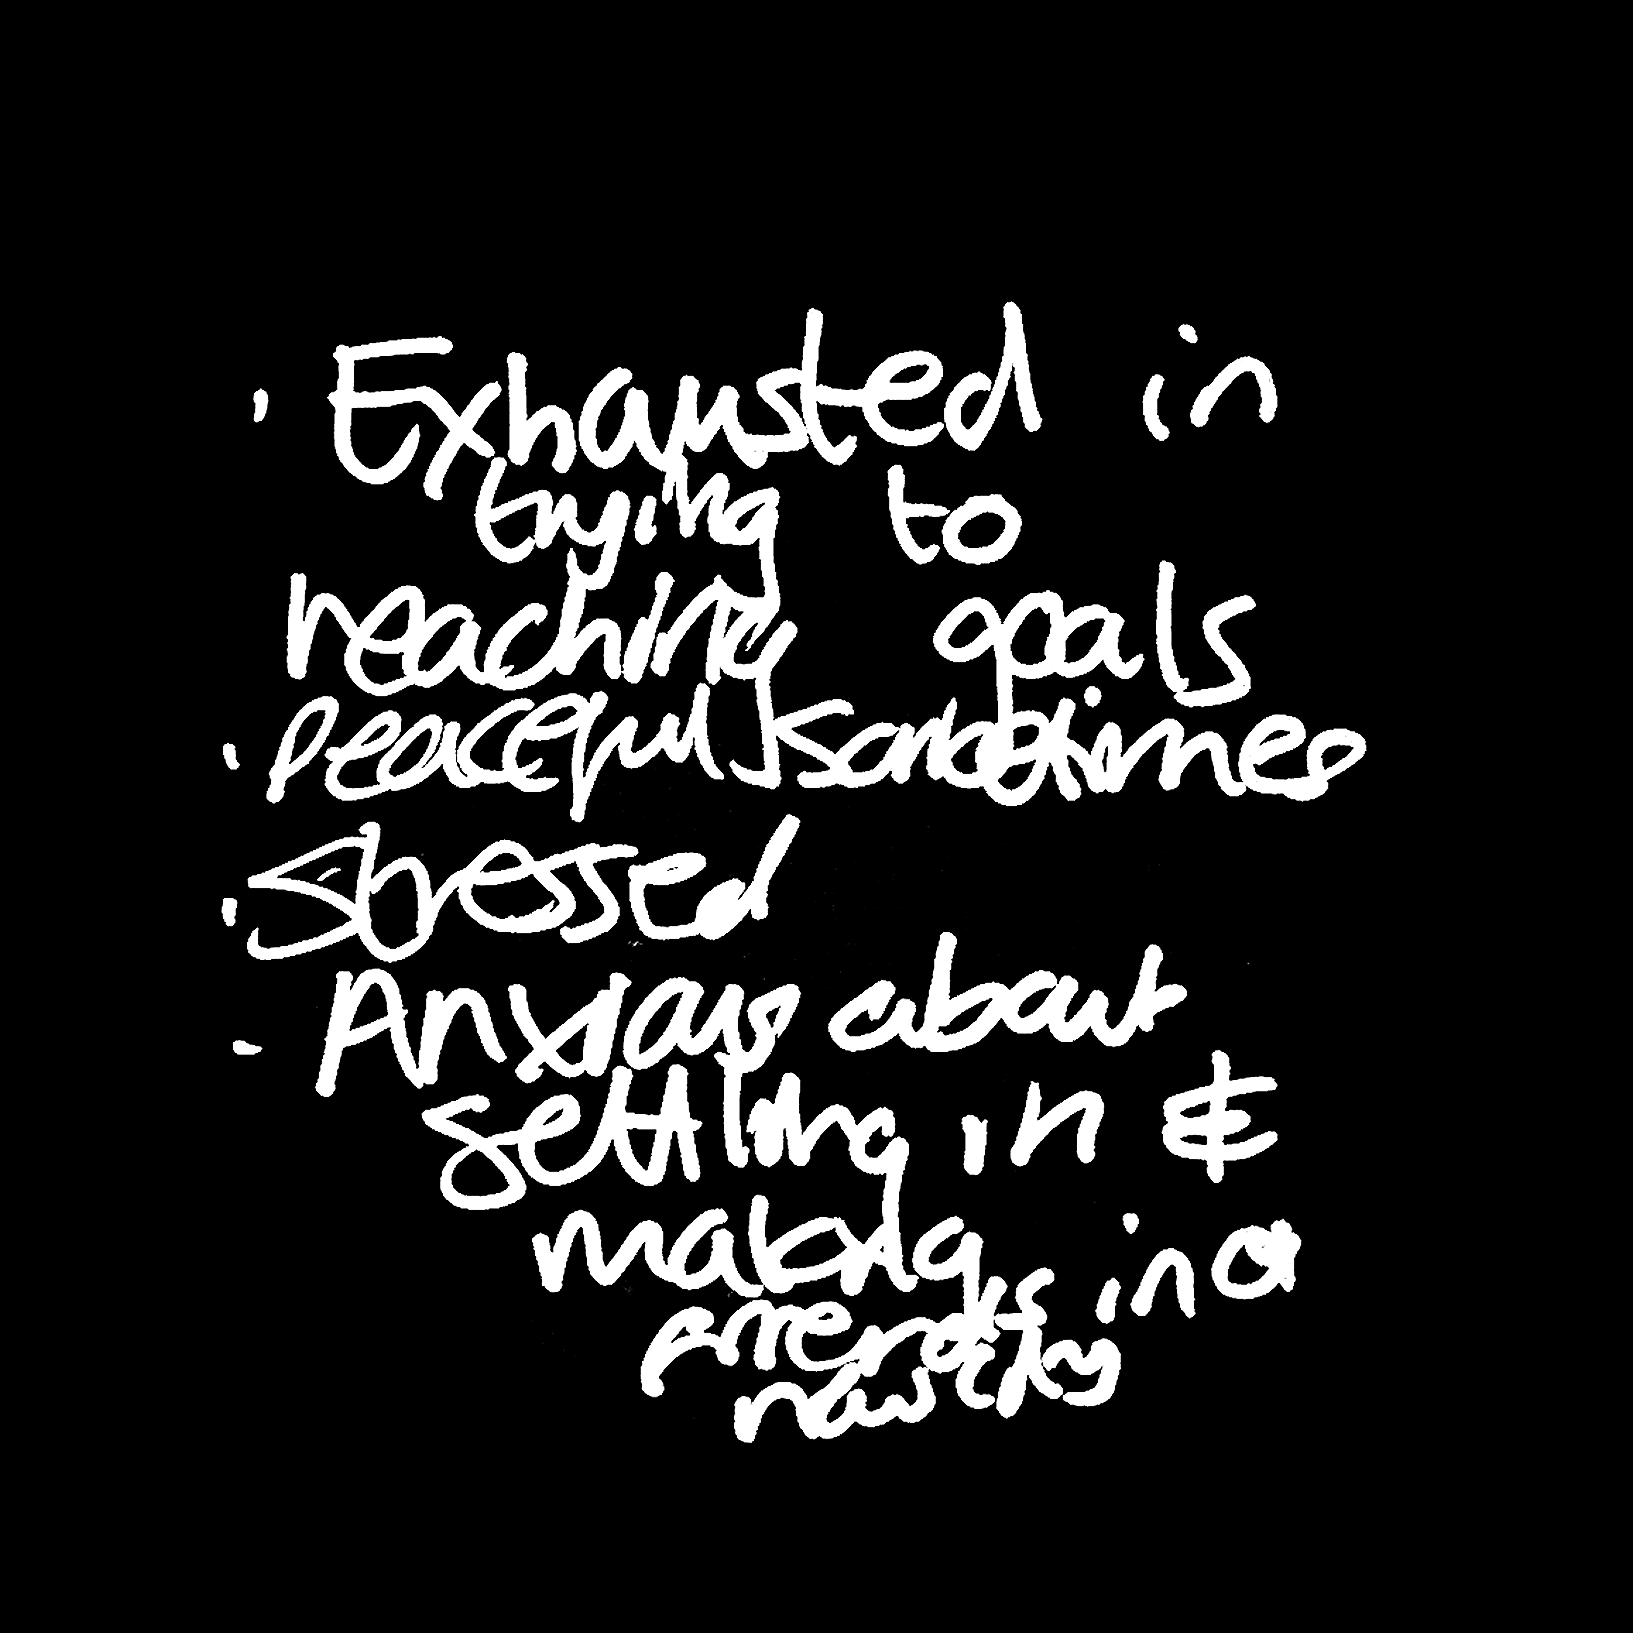 · Exhausted in
trying to
reaching goals
· Peaceful sometimes
· Stressed
- Anxious about
settling in &
making
friends in a
new city